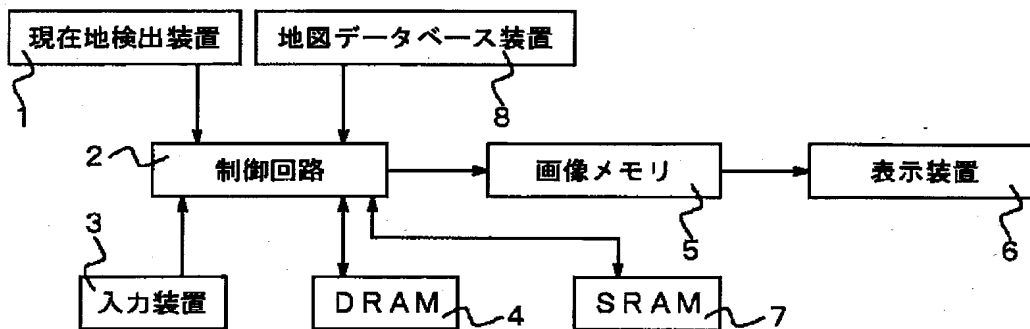 現在地検出装置
地図データベース装置
1
8
2
制御回路
画像メモリ
表示装置
3
5
6
入力装置
DRAM
4
SRAM
7